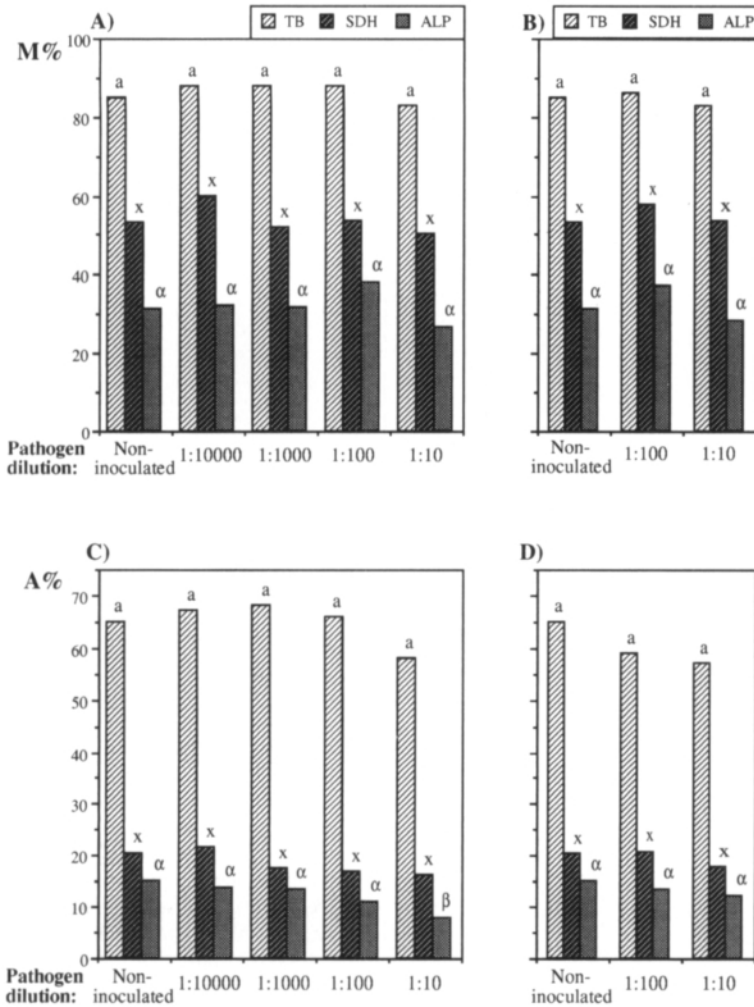 A) TB SDH ALP
M%
100
80
60
40
20
0
a a a a a
x x x x x
α α α α α
Pathogen dilution: Non-inoculated 1:10000 1:1000 1:100 1:10
B) TB SDH ALP
a a a
x x x
α α α
Non-inoculated 1:100 1:10
C)
A%
70
60
50
40
30
20
10
0
a a a a a
x x x x x
α α α α β
Pathogen dilution: Non-inoculated 1:10000 1:1000 1:100 1:10
D)
a a a
x x x
α α α
Non-inoculated 1:100 1:10